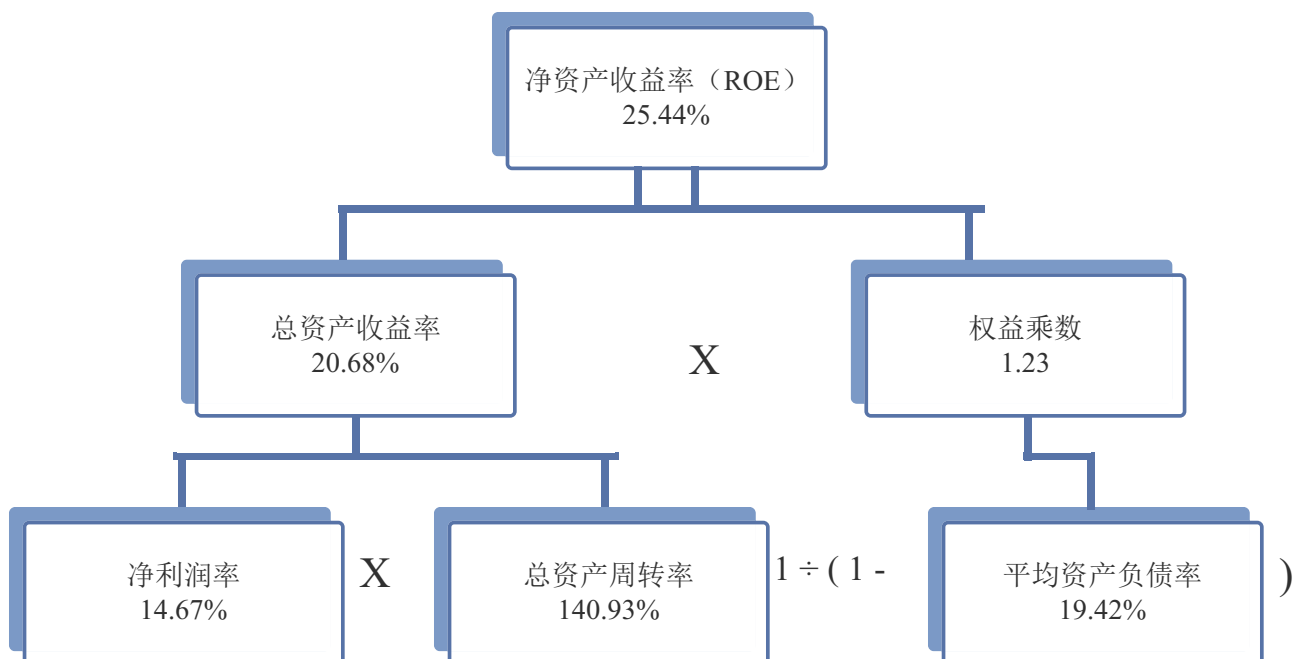 净资产收益率（ROE）
25.44%
总资产收益率
20.68%
X
权益乘数
1.23
净利润率
14.67%
X
总资产周转率
140.93%
1 ÷ ( 1 -
平均资产负债率
19.42%
)